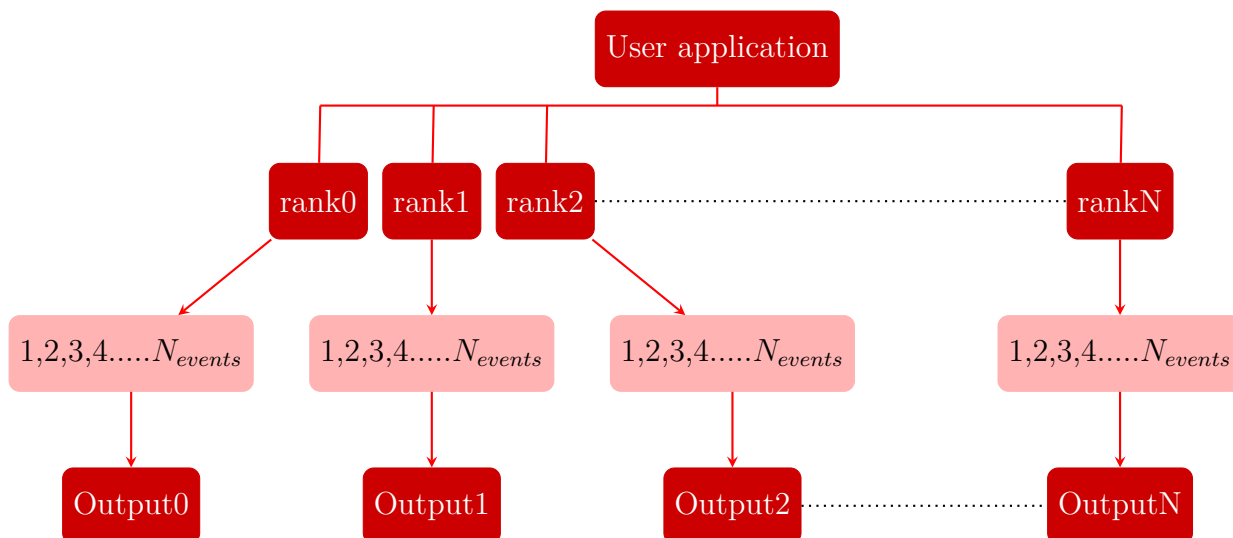 User application
rank0 rank1 rank2 rankN
1,2,3,4.....N_events 1,2,3,4.....N_events 1,2,3,4.....N_events 1,2,3,4.....N_events
Output0 Output1 Output2 OutputN